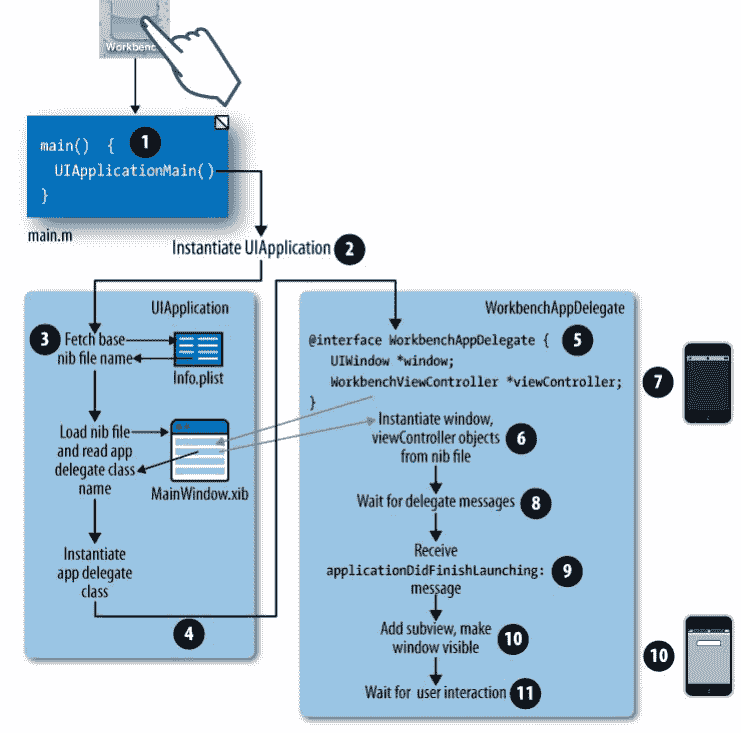 Workbenc
main() {
1
UIApplicationMain()
}
main.m
Instantiate UIApplication
2
UIApplication
3
Fetch base
nib file name
Info.plist
Load nib file
and read app
delegate class
name
MainWindow.xib
Instantiate
app delegate
class
4
WorkbenchAppDelegate
@interface WorkbenchAppDelegate {
5
UIWindow *window;
WorkbenchViewController *viewController;
}
7
Instantiate window,
viewController objects
from nib file
6
Wait for delegate messages
8
Receive
applicationDidFinishLaunching:
message
9
Add subview, make
window visible
10
10
Wait for user interaction
11